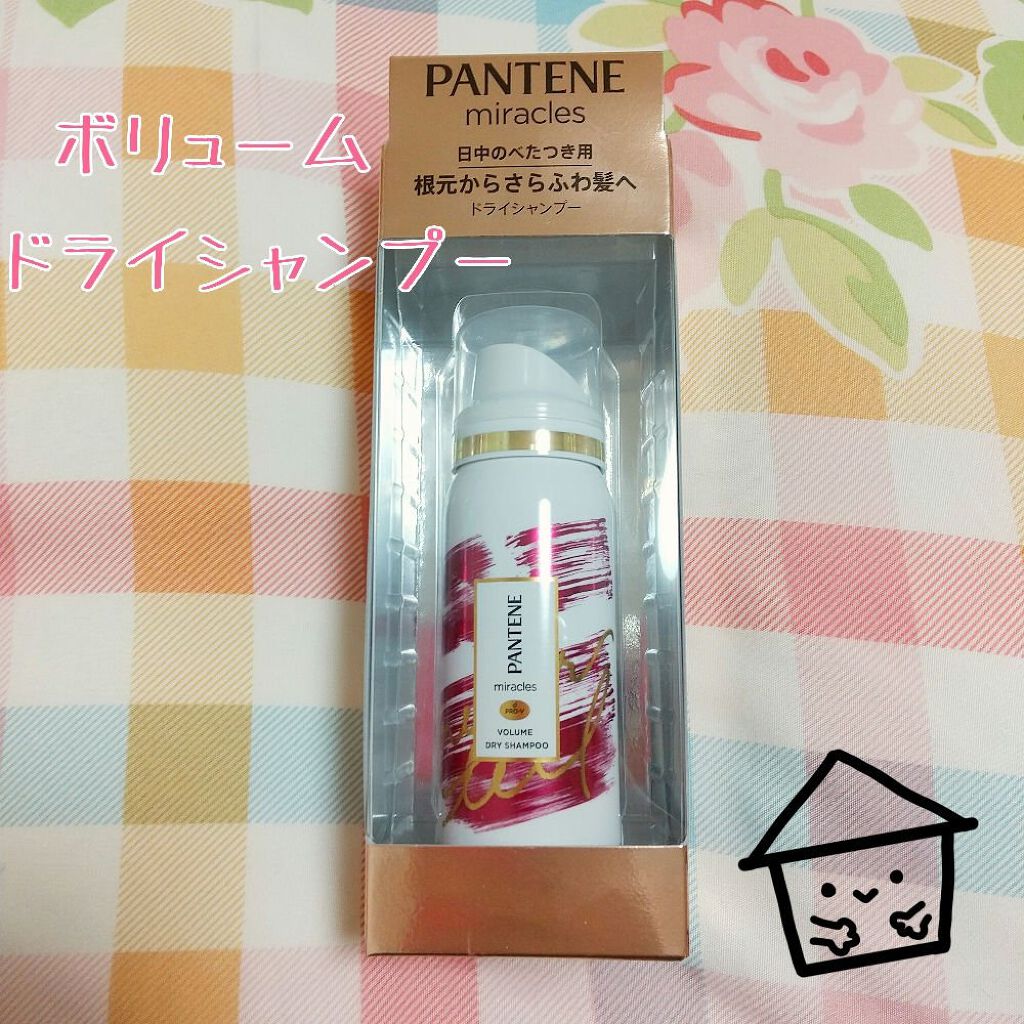 PANTENE
miracles
日中のべたつき用
根元からさらふわ髪へ
ドライシャンプー
ボリューム
ドライシャンプー
PANTENE
miracles
PRO-V
VOLUME
DRY SHAMPOO